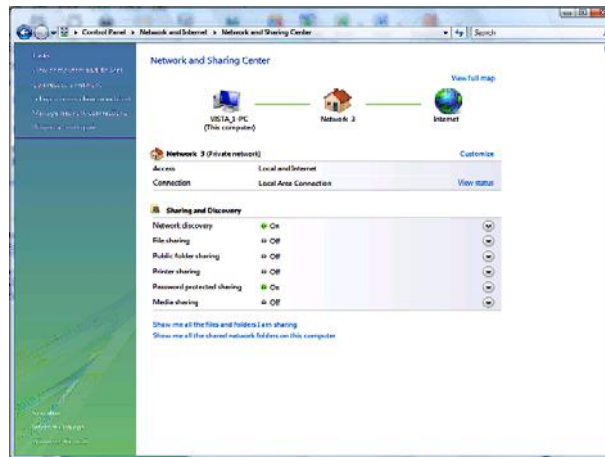 Control Panel ▸ Network and Internet ▸ Network and Sharing Center
Search
Tasks
Network and Sharing Center
View full map
VISTA_1-PC
(This computer)
Network 3
Internet
Network 3 (Private network)
Customize
Access Local and Internet
Connection Local Area Connection View status
Sharing and Discovery
Network discovery On
File sharing Off
Public folder sharing Off
Printer sharing Off
Password protected sharing On
Media sharing Off
Show me all the files and folders I am sharing
Show me all the shared network folders on this computer